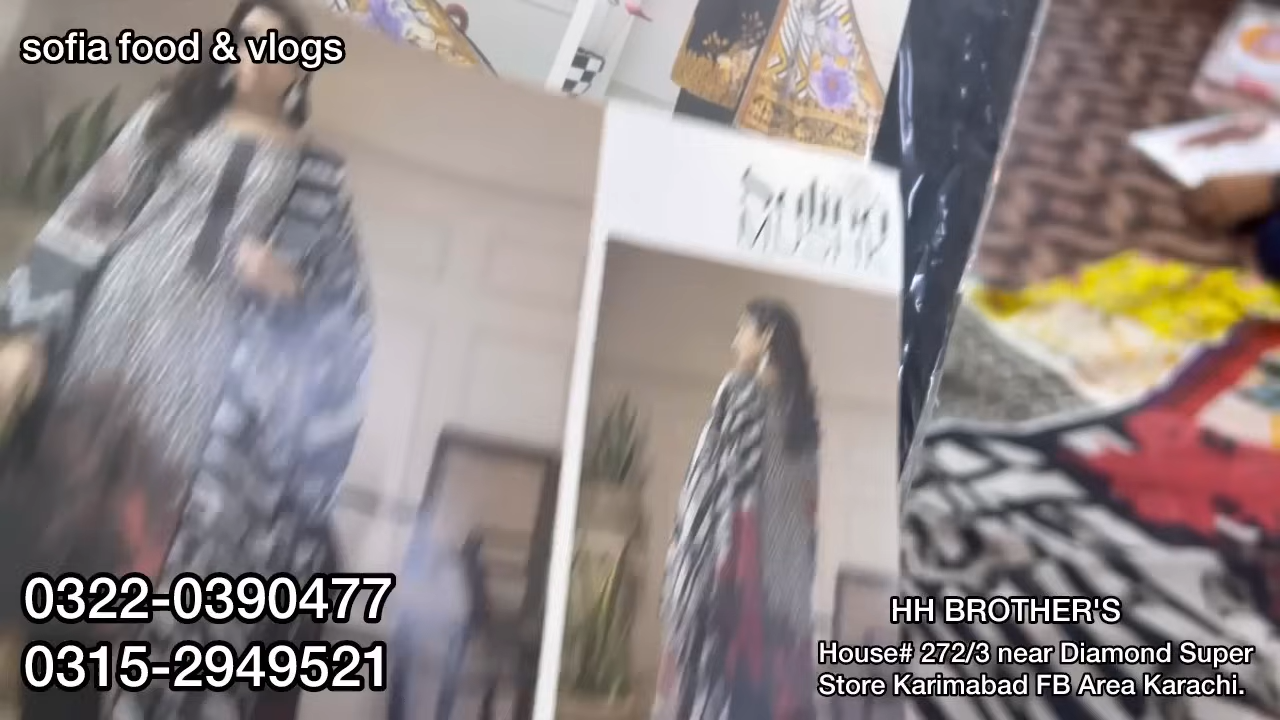 sofia food & vlogs
0322-0390477
0315-2949521
HH BROTHER'S
House# 272/3 near Diamond Super
Store Karimabad FB Area Karachi.